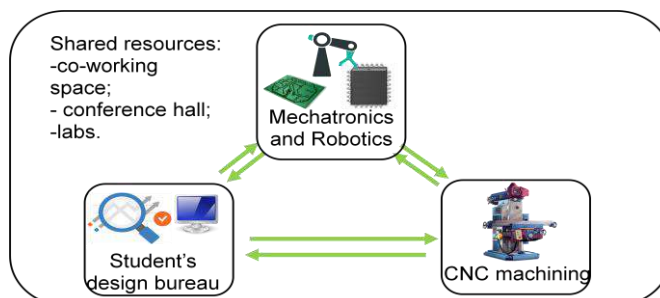 Shared resources:
-co-working
space;
- conference hall;
-labs.
Mechatronics
and Robotics
Student's
design bureau
CNC machining